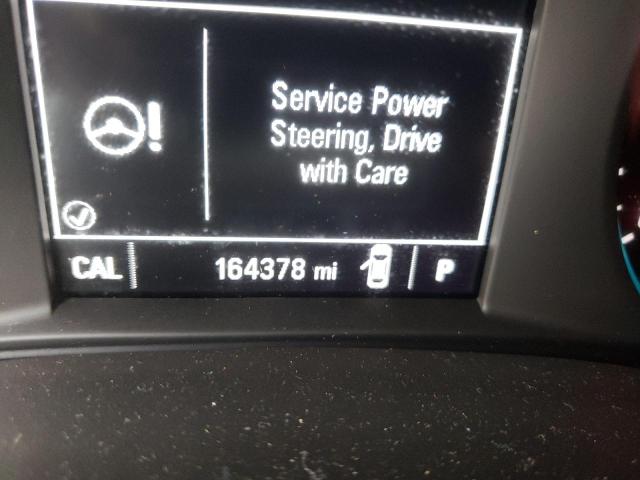 Service Power
Steering, Drive
with Care
CAL 164378 mi P